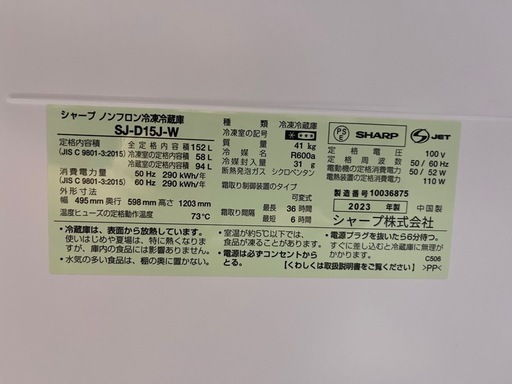 シャープ ノンフロン冷凍冷蔵庫
SJ-D15J-W
定格内容積
(JIS C 9801-3:2015)
全定格内容積 152 L
冷凍室の定格内容積 58 L
冷蔵室の定格内容積 94 L
消費電力量
(JIS C 9801-3:2015)
50 Hz 290 kWh/年
60 Hz 290 kWh/年
外形寸法
幅 495 mm 奥行 598 mm 高さ 1203 mm
温度ヒューズの定格動作温度 73℃
種類 冷凍冷蔵庫
冷凍室の記号
質量 41 kg
冷媒 R600a
冷媒封入量 31 g
断熱発泡ガス シクロペンタン
霜取り制御装置のタイプ
可変式
霜取り間隔 最長 36 時間
最短 6 時間
PS
E
SHARP
S JET
定格電圧 100 V
定格周波数 50 / 60 Hz
電動機の定格消費電力 50 / 52 W
電熱装置の定格消費電力 110 W
製造番号 10036875
2023 年製 中国製
シャープ株式会社
• 冷蔵庫は、表面から放熱しています。
使いはじめや夏場は、特に熱くなることがあり
ますが、庫内の食品には影響ありません。
• 水気の多い食品は、棚の奥に置かない。
• 室温が約5℃以下では、
食品が凍ることがあります。
• 電源は必ずコンセントか
らとる。
• 電源プラグを抜いたら6分待つ。
すぐに差し込むと冷蔵庫に無理が
かかります。
C506
【くわしくは取扱説明書をご覧ください】
>PP<